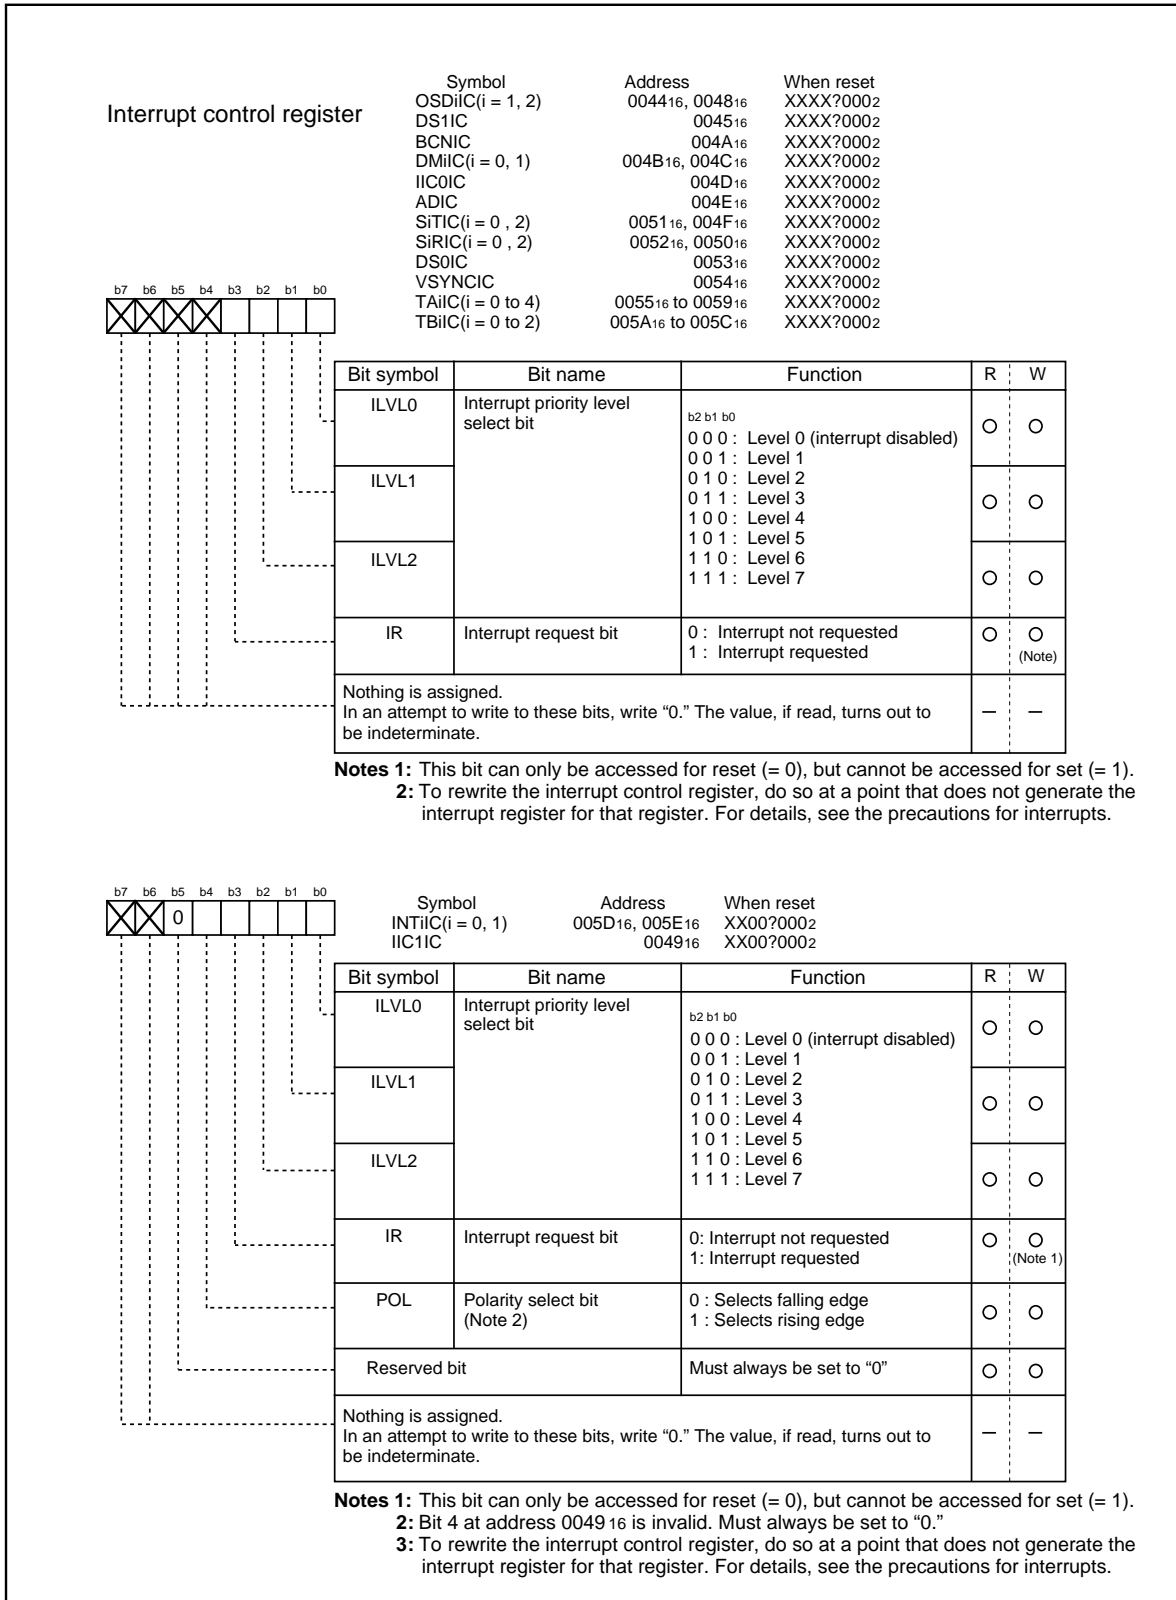 Interrupt control register
Symbol Address When reset
OSDiIC(i = 1, 2) 004416, 004816 XXXX?0002
DS1IC 004516 XXXX?0002
BCNIC 004A16 XXXX?0002
DMiIC(i = 0, 1) 004B16, 004C16 XXXX?0002
IIC0IC 004D16 XXXX?0002
ADIC 004E16 XXXX?0002
SiTIC(i = 0 , 2) 005116, 004F16 XXXX?0002
SiRIC(i = 0 , 2) 005216, 005016 XXXX?0002
DS0IC 005316 XXXX?0002
VSYNCIC 005416 XXXX?0002
TAiIC(i = 0 to 4) 005516 to 005916 XXXX?0002
TBiIC(i = 0 to 2) 005A16 to 005C16 XXXX?0002
b7 b6 b5 b4 b3 b2 b1 b0
Bit symbol Bit name Function R W
ILVL0 Interrupt priority level
select bit
b2 b1 b0
0 0 0 : Level 0 (interrupt disabled)
0 0 1 : Level 1
ILVL1 0 1 0 : Level 2
0 1 1 : Level 3
1 0 0 : Level 4
1 0 1 : Level 5
ILVL2 1 1 0 : Level 6
1 1 1 : Level 7
IR Interrupt request bit 0 : Interrupt not requested
1 : Interrupt requested (Note)
Nothing is assigned.
In an attempt to write to these bits, write “0.” The value, if read, turns out to
be indeterminate.
Notes 1: This bit can only be accessed for reset (= 0), but cannot be accessed for set (= 1).
2: To rewrite the interrupt control register, do so at a point that does not generate the
interrupt register for that register. For details, see the precautions for interrupts.
b7 b6 b5 b4 b3 b2 b1 b0
0
Symbol Address When reset
INTiIC(i = 0, 1) 005D16, 005E16 XX00?0002
IIC1IC 004916 XX00?0002
Bit symbol Bit name Function R W
ILVL0 Interrupt priority level
select bit
b2 b1 b0
0 0 0 : Level 0 (interrupt disabled)
0 0 1 : Level 1
ILVL1 0 1 0 : Level 2
0 1 1 : Level 3
1 0 0 : Level 4
1 0 1 : Level 5
ILVL2 1 1 0 : Level 6
1 1 1 : Level 7
IR Interrupt request bit 0: Interrupt not requested
1: Interrupt requested (Note 1)
POL Polarity select bit 0 : Selects falling edge
(Note 2) 1 : Selects rising edge
Reserved bit Must always be set to “0”
Nothing is assigned.
In an attempt to write to these bits, write “0.” The value, if read, turns out to
be indeterminate.
Notes 1: This bit can only be accessed for reset (= 0), but cannot be accessed for set (= 1).
2: Bit 4 at address 004916 is invalid. Must always be set to “0.”
3: To rewrite the interrupt control register, do so at a point that does not generate the
interrupt register for that register. For details, see the precautions for interrupts.